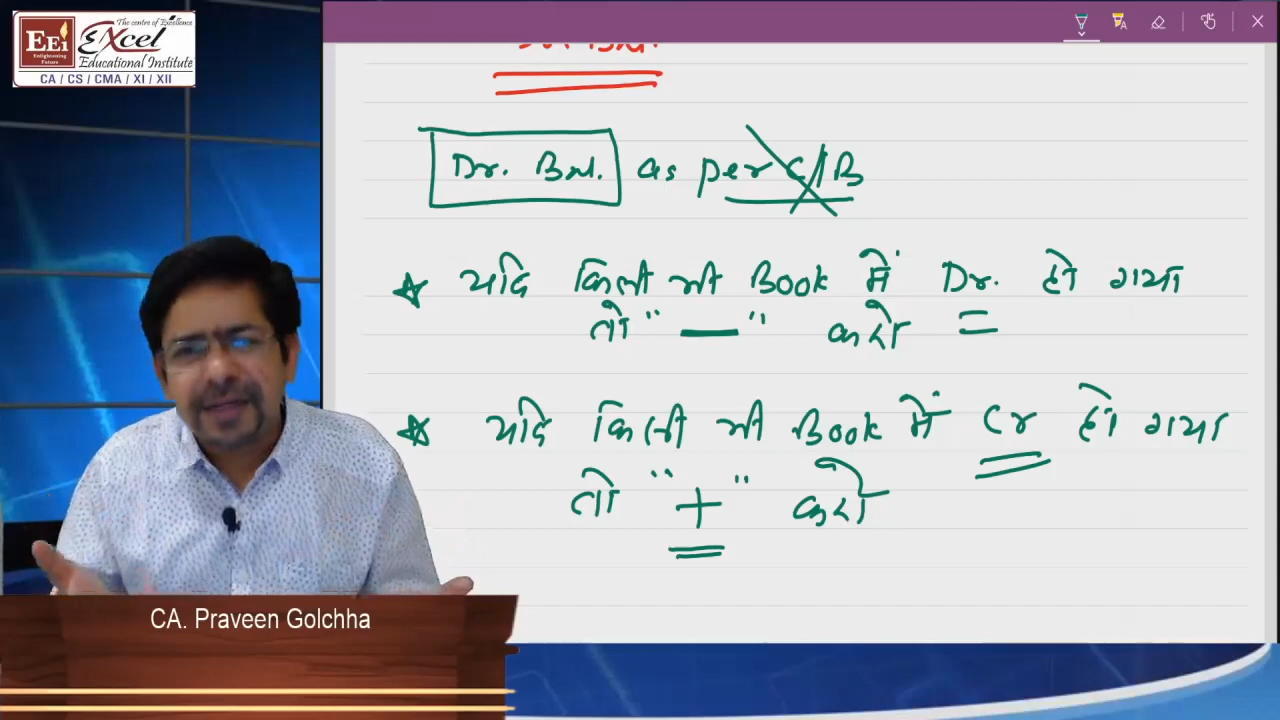 The centre of Excellence
EEi Excel
Enlightening Future
Educational Institute
CA / CS / CMA / XI / XII
Dr. Bal. as per C/B
★ यदि किसी भी Book में Dr. हो गया
तो " — " करो
★ यदि किसी भी Book में Cr हो गया
तो " + " करो
CA. Praveen Golchha